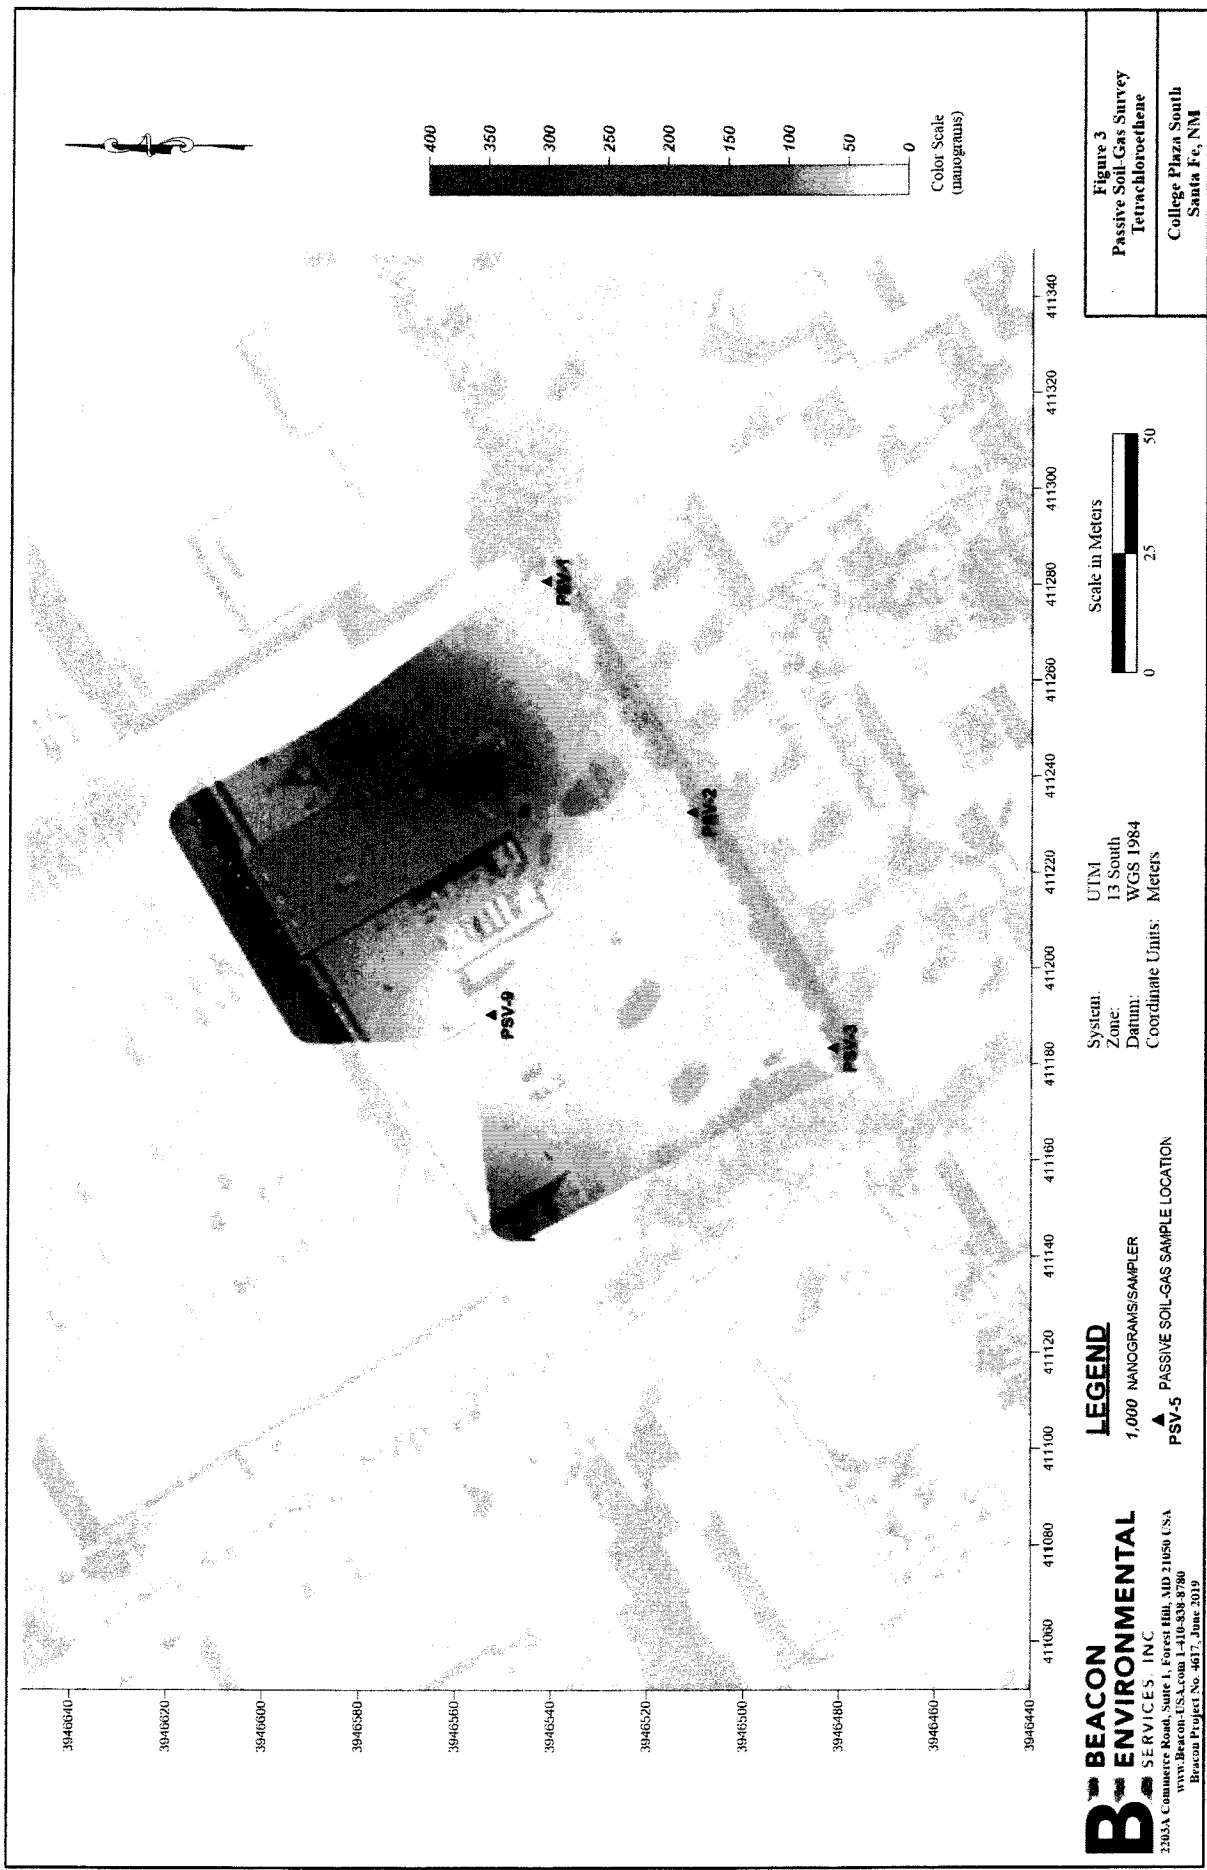 400
350
300
250
200
150
100
50
0
Color Scale
(nanograms)
PSV-1
PSV-2
PSV-3
PSV-9
3946640
3946620
3946600
3946580
3946560
3946540
3946520
3946500
3946480
3946460
3946440
411060
411080
411100
411120
411140
411160
411180
411200
411220
411240
411260
411280
411300
411320
411340
BEACON
ENVIRONMENTAL
SERVICES, INC
2203A Commerce Road, Suite 1, Forest Hill, MD 21050 USA
www.Beacon-USA.com 1-410-838-8780
Beacon Project No. 4617, June 2019
LEGEND
1,000 NANOGRAMS/SAMPLER
PSV-5 PASSIVE SOIL-GAS SAMPLE LOCATION
System: UTM
Zone: 13 South
Datum: WGS 1984
Coordinate Units: Meters
Scale in Meters
0 25 50
Figure 3
Passive Soil-Gas Survey
Tetrachloroethene
College Plaza South
Santa Fe, NM